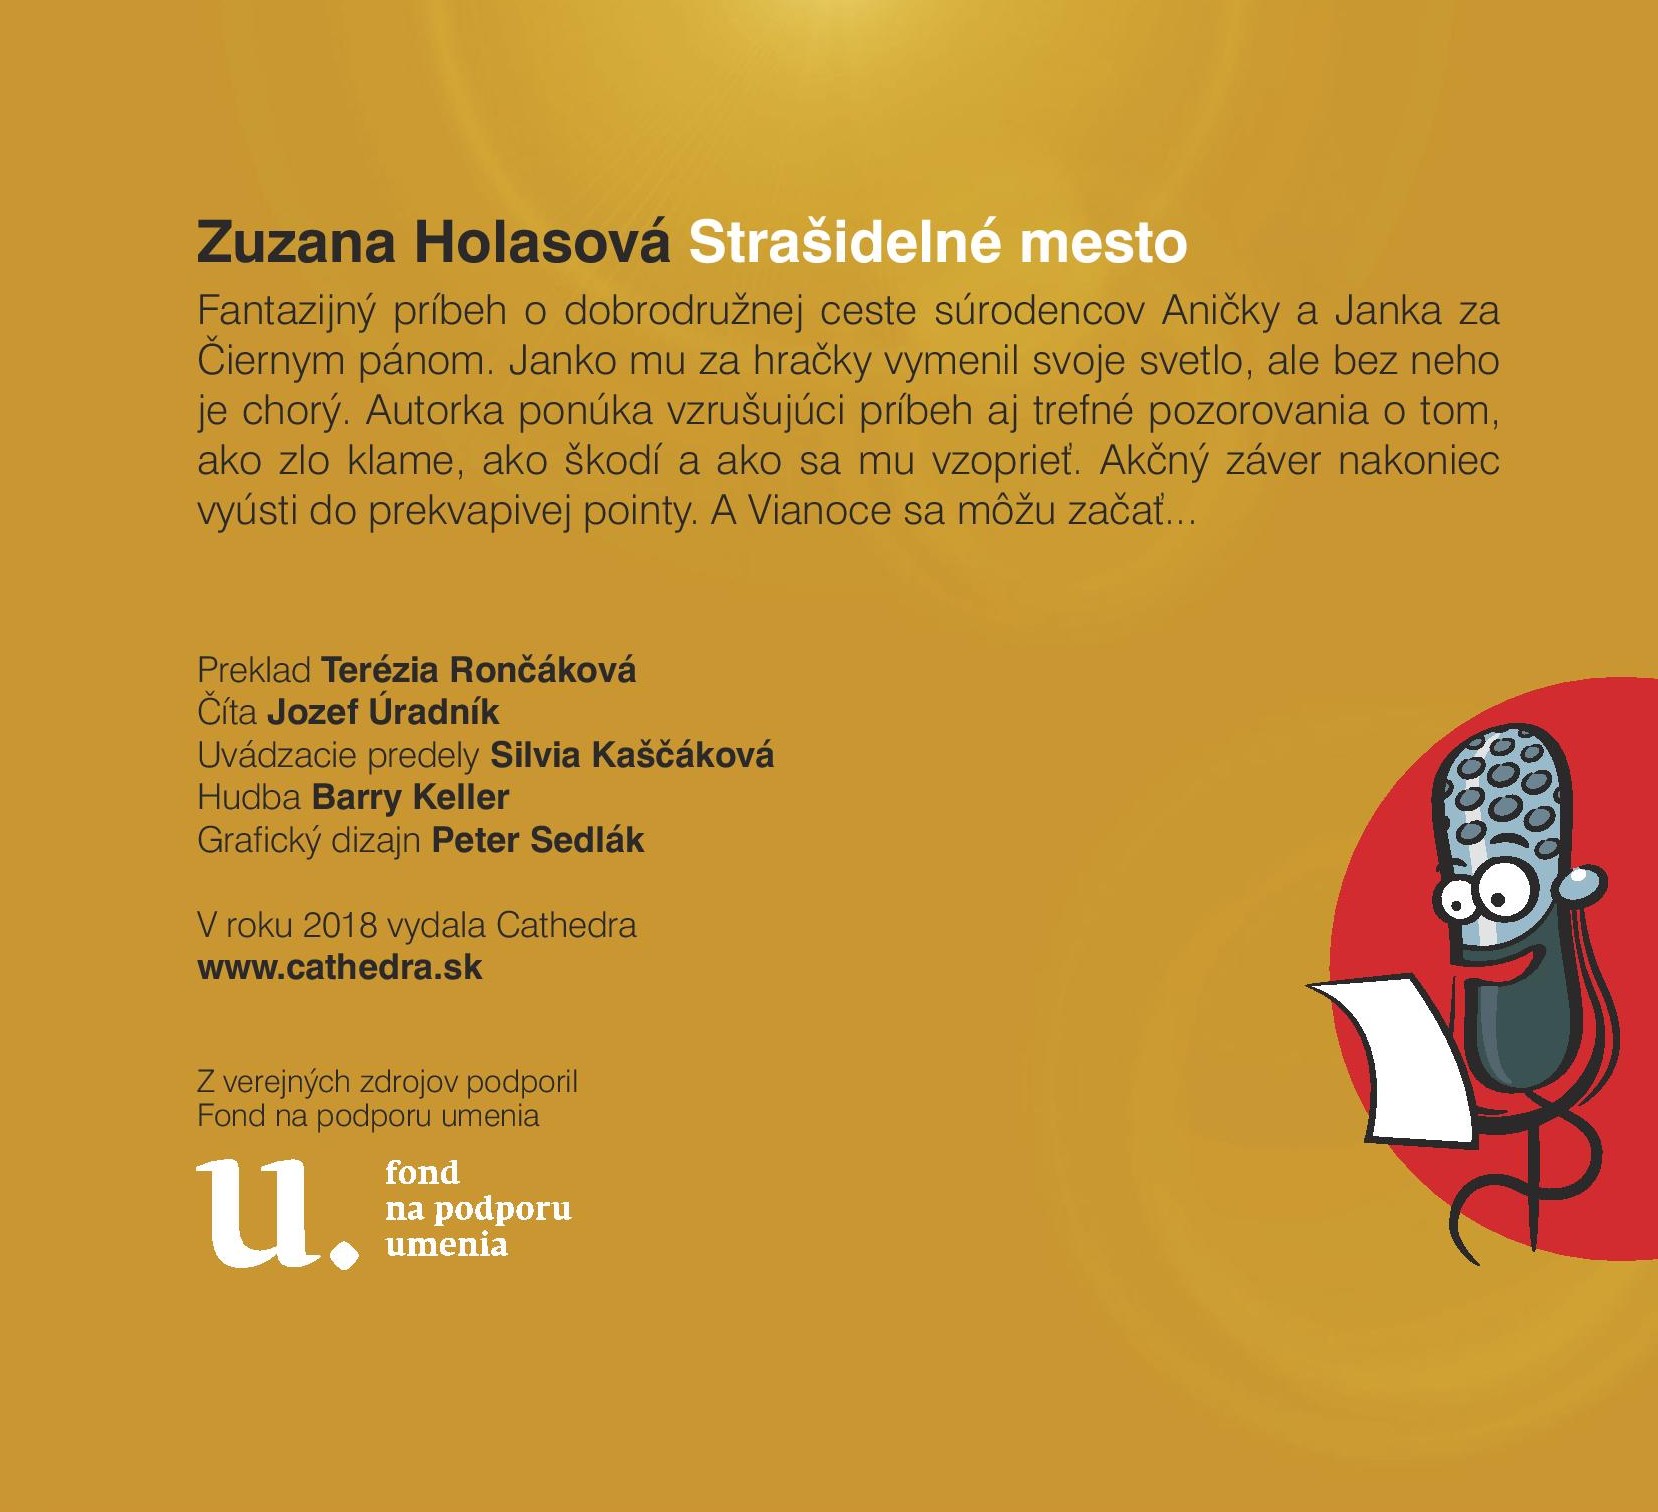 Zuzana Holasová Strašidelné mesto
Fantazijný príbeh o dobrodružnej ceste súrodencov Aničky a Janka za
Čiernym pánom. Janko mu za hračky vymenil svoje svetlo, ale bez neho
je chorý. Autorka ponúka vzrušujúci príbeh aj trefné pozorovania o tom,
ako zlo klame, ako škodí a ako sa mu vzoprieť. Akčný záver nakoniec
vyústi do prekvapivej pointy. A Vianoce sa môžu začať...
Preklad Terézia Rončáková
Číta Jozef Úradník
Uvádzacie predely Silvia Kaščáková
Hudba Barry Keller
Grafický dizajn Peter Sedlák
V roku 2018 vydala Cathedra
www.cathedra.sk
Z verejných zdrojov podporil
Fond na podporu umenia
u.
fond
na podporu
umenia